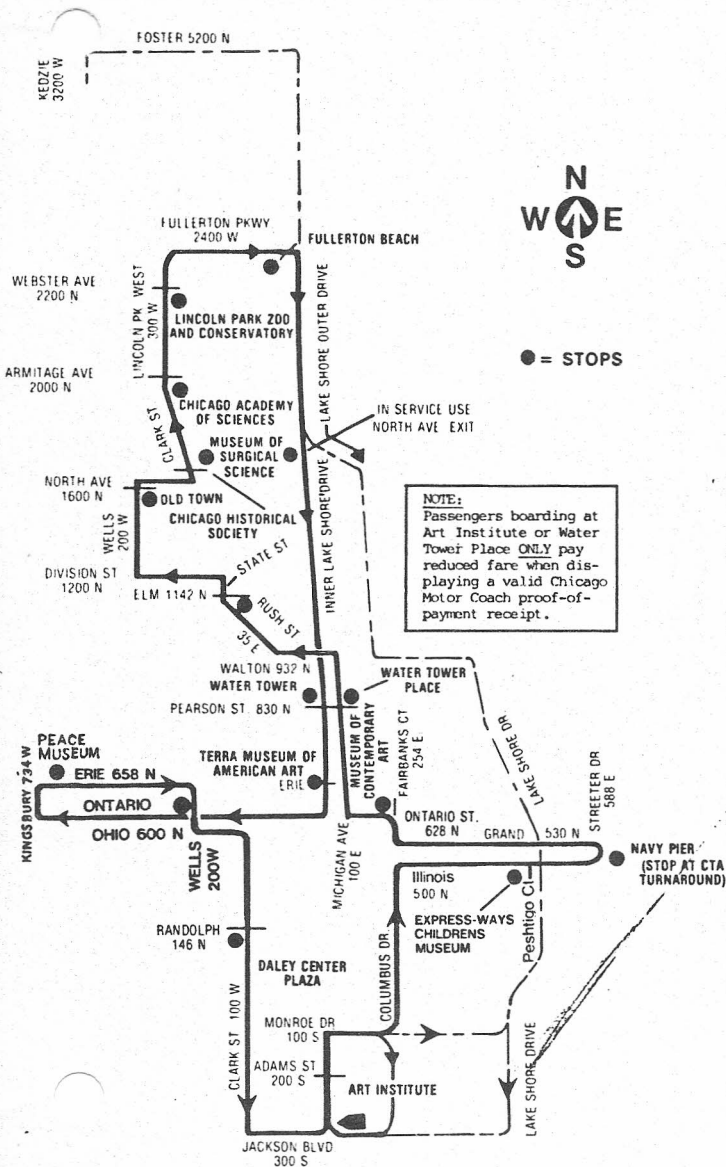 FOSTER 5200 N
KEDZIE
3200 W
N
W E
S
FULLERTON PKWY
2400 W
FULLERTON BEACH
WEBSTER AVE
2200 N
LINCOLN PK WEST
300 W
LINCOLN PARK ZOO
AND CONSERVATORY
LAKE SHORE OUTER DRIVE
= STOPS
ARMITAGE AVE
2000 N
CHICAGO ACADEMY
OF SCIENCES
IN SERVICE USE
NORTH AVE EXIT
CLARK ST
MUSEUM OF
SURGICAL
SCIENCE
NORTH AVE
1600 N
OLD TOWN
CHICAGO HISTORICAL
SOCIETY
INNER LAKE SHORE DRIVE
NOTE:
Passengers boarding at
Art Institute or Water
Tower Place ONLY pay
reduced fare when dis-
playing a valid Chicago
Motor Coach proof-of-
payment receipt.
WELLS
200 W
STATE ST
DIVISION ST
1200 N
ELM 1142 N
RUSH ST
35 E
WALTON 932 N
WATER TOWER
WATER TOWER
PLACE
PEARSON ST. 830 N
MUSEUM OF
CONTEMPORARY
ART
FAIRBANKS CT
254 E.
LAKE SHORE DR
PEACE
MUSEUM
TERRA MUSEUM OF
AMERICAN ART
ERIE
KINGSBURY 734 W
ERIE 658 N
STREETER DR
588 E
ONTARIO
OHIO 600 N
MICHIGAN AVE
100 E
ONTARIO ST.
628 N
GRAND 530 N
WELLS
200W
NAVY PIER
(STOP AT CTA
TURNAROUND)
Illinois
500 N
Peshtigo Ct
EXPRESS-WAYS
CHILDRENS
MUSEUM
RANDOLPH
146 N
DALEY CENTER
PLAZA
COLUMBUS DR.
CLARK ST 100 W
MONROE DR
100 S
ADAMS ST
200 S
ART INSTITUTE
LAKE SHORE DRIVE
JACKSON BLVD
300 S